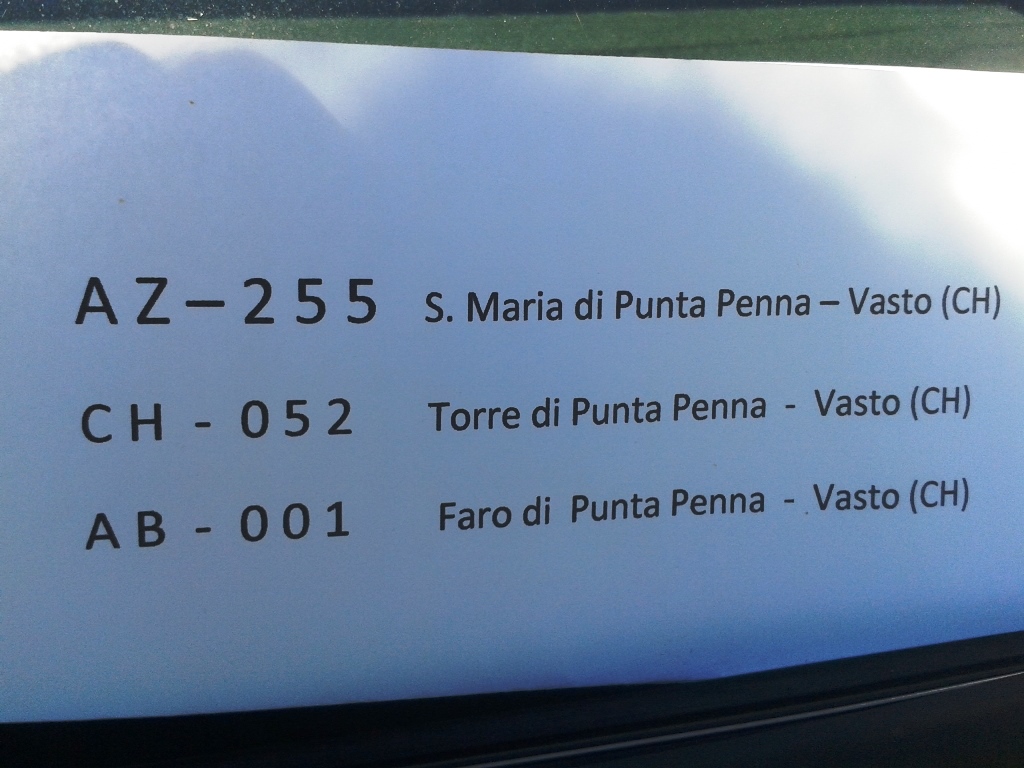 AZ–255 S. Maria di Punta Penna – Vasto (CH)
CH - 052 Torre di Punta Penna - Vasto (CH)
AB - 001 Faro di Punta Penna - Vasto (CH)